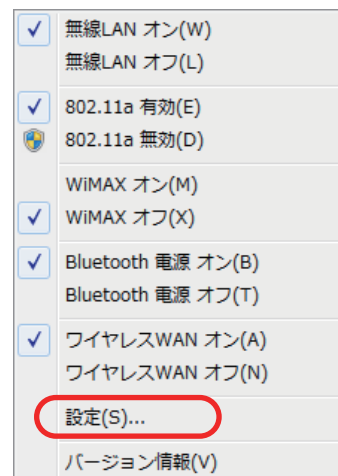 無線LAN オン(W)
無線LAN オフ(L)
802.11a 有効(E)
802.11a 無効(D)
WiMAX オン(M)
WiMAX オフ(X)
Bluetooth 電源 オン(B)
Bluetooth 電源 オフ(T)
ワイヤレスWAN オン(A)
ワイヤレスWAN オフ(N)
設定(S)...
バージョン情報(V)